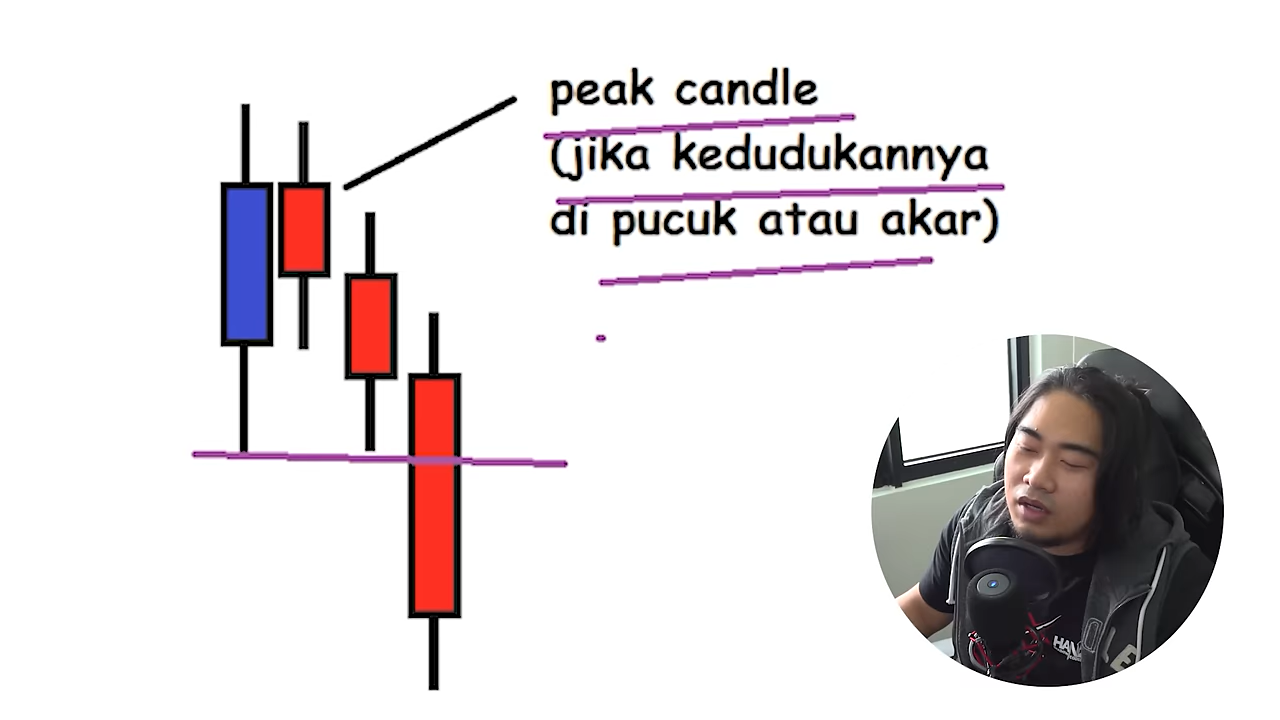 peak candle
(jika kedudukannya
di pucuk atau akar)